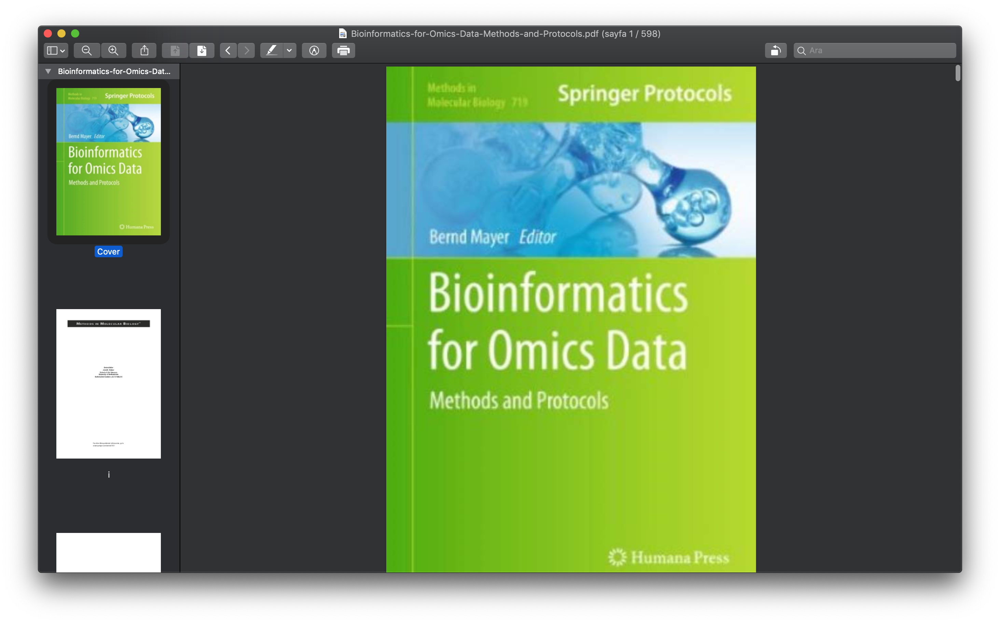 Bioinformatics-for-Omics-Data-Methods-and-Protocols.pdf (sayfa 1 / 598)
Ara
Bioinformatics-for-Omics-Dat...
Methods in
Molecular Biology 719
Springer Protocols
Bernd Mayer Editor
Bioinformatics
for Omics Data
Methods and Protocols
Humana Press
Cover
METHODS IN MOLECULAR BIOLOGY™
i
Methods in
Molecular Biology 719
Springer Protocols
Bernd Mayer Editor
Bioinformatics
for Omics Data
Methods and Protocols
Humana Press